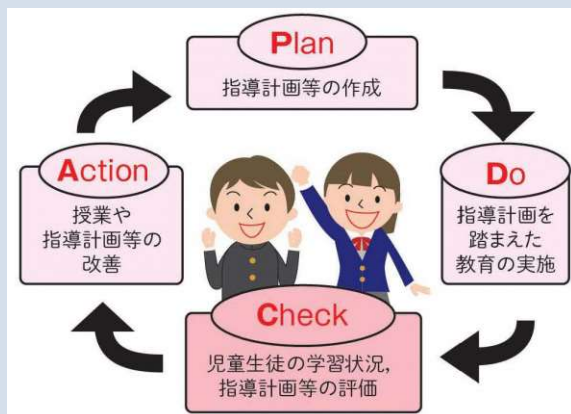 Plan
指導計画等の作成
Do
指導計画を
踏まえた
教育の実施
Check
児童生徒の学習状況,
指導計画等の評価
Action
授業や
指導計画等の
改善